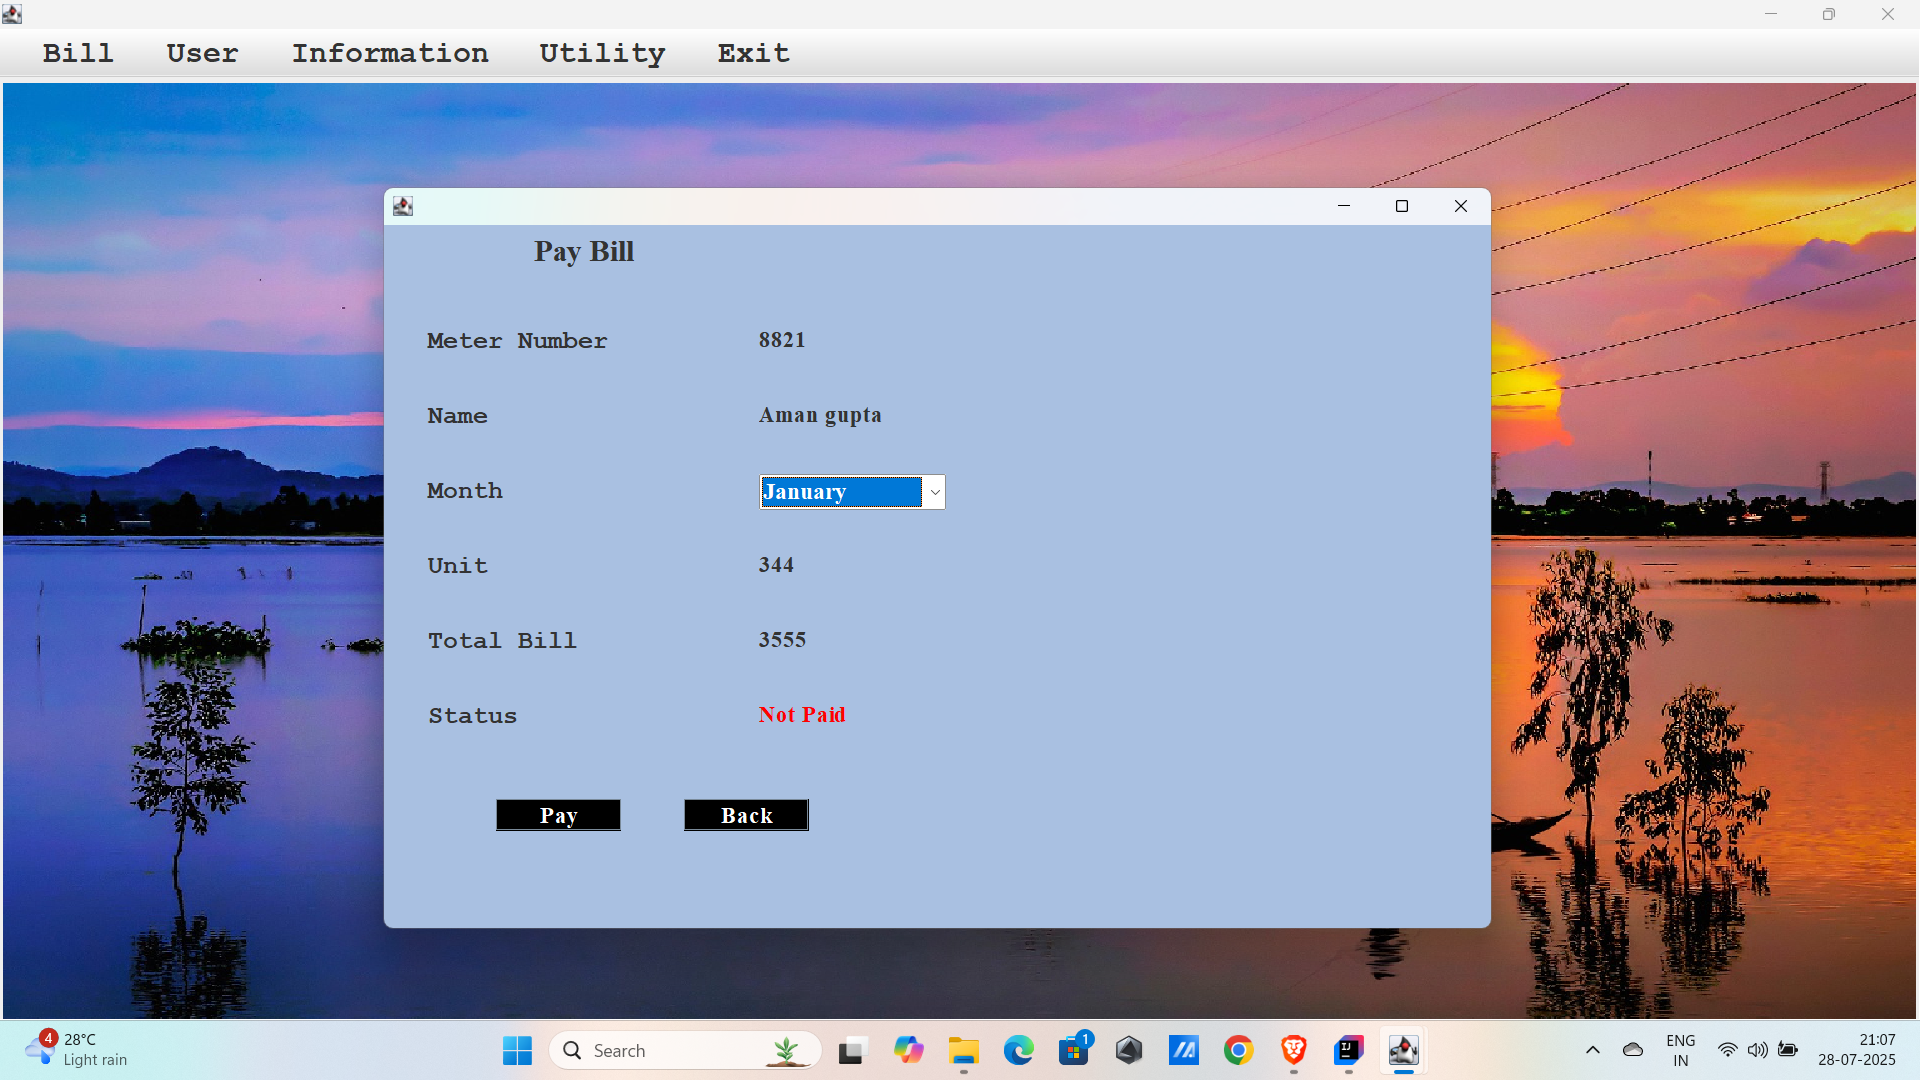 Bill User Information Utility Exit
Pay Bill
Meter Number 8821
Name Aman gupta
Month January
Unit 344
Total Bill 3555
Status Not Paid
Pay Back
4
28°C
Light rain
Search
1
IJ
ENG
IN
21:07
28-07-2025